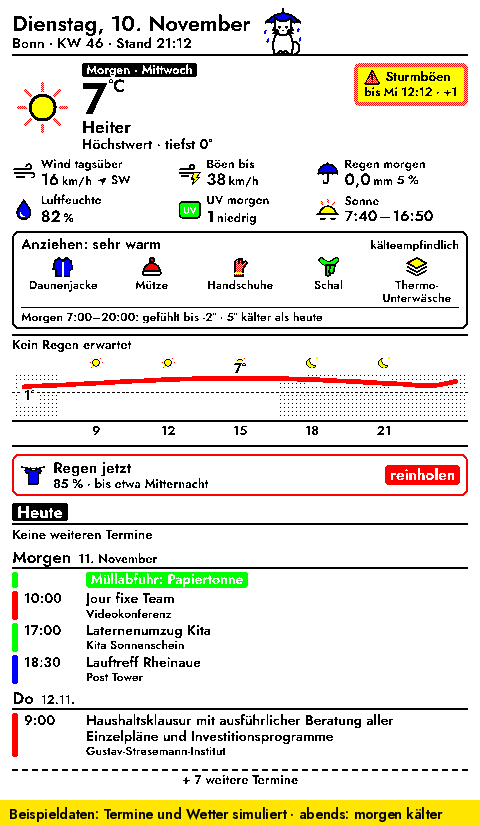 Dienstag, 10. November
Bonn · KW 46 · Stand 21:12
Morgen · Mittwoch
7°C
Heiter
Höchstwert · tiefst 0°
Sturmböen
bis Mi 12:12 · +1
Wind tagsüber
16 km/h SW
Böen bis
38 km/h
Regen morgen
0,0 mm 5 %
Luftfeuchte
82 %
UV
UV morgen
1 niedrig
Sonne
7:40 – 16:50
Anziehen: sehr warm
kälteempfindlich
Daunenjacke
Mütze
Handschuhe
Schal
Thermo-
Unterwäsche
Morgen 7:00–20:00: gefühlt bis -2° · 5° kälter als heute
Kein Regen erwartet
7°
1°
9 12 15 18 21
Regen jetzt
85 % · bis etwa Mitternacht
reinholen
Heute
Keine weiteren Termine
Morgen 11. November
Müllabfuhr: Papiertonne
10:00 Jour fixe Team
Videokonferenz
17:00 Laternenumzug Kita
Kita Sonnenschein
18:30 Lauftreff Rheinaue
Post Tower
Do 12.11.
9:00 Haushaltsklausur mit ausführlicher Beratung aller
Einzelpläne und Investitionsprogramme
Gustav-Stresemann-Institut
+ 7 weitere Termine
Beispieldaten: Termine und Wetter simuliert · abends: morgen kälter